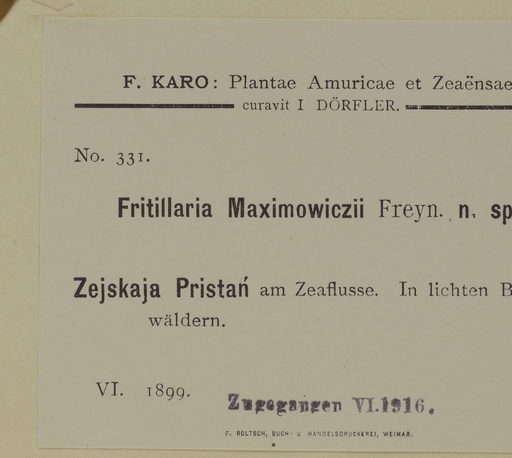 F. KARO: Plantae Amuricae et Zeaënsae
curavit I DÖRFLER.
No. 331.
Fritillaria Maximowiczii Freyn. n. sp
Zejskaja Pristań am Zeaflusse. In lichten B
wäldern.
VI. 1899.
Zugegangen VI.1916.
F. ROLTSCH, BUCH- U HANDELSDRUCKEREI, WEIMAR.